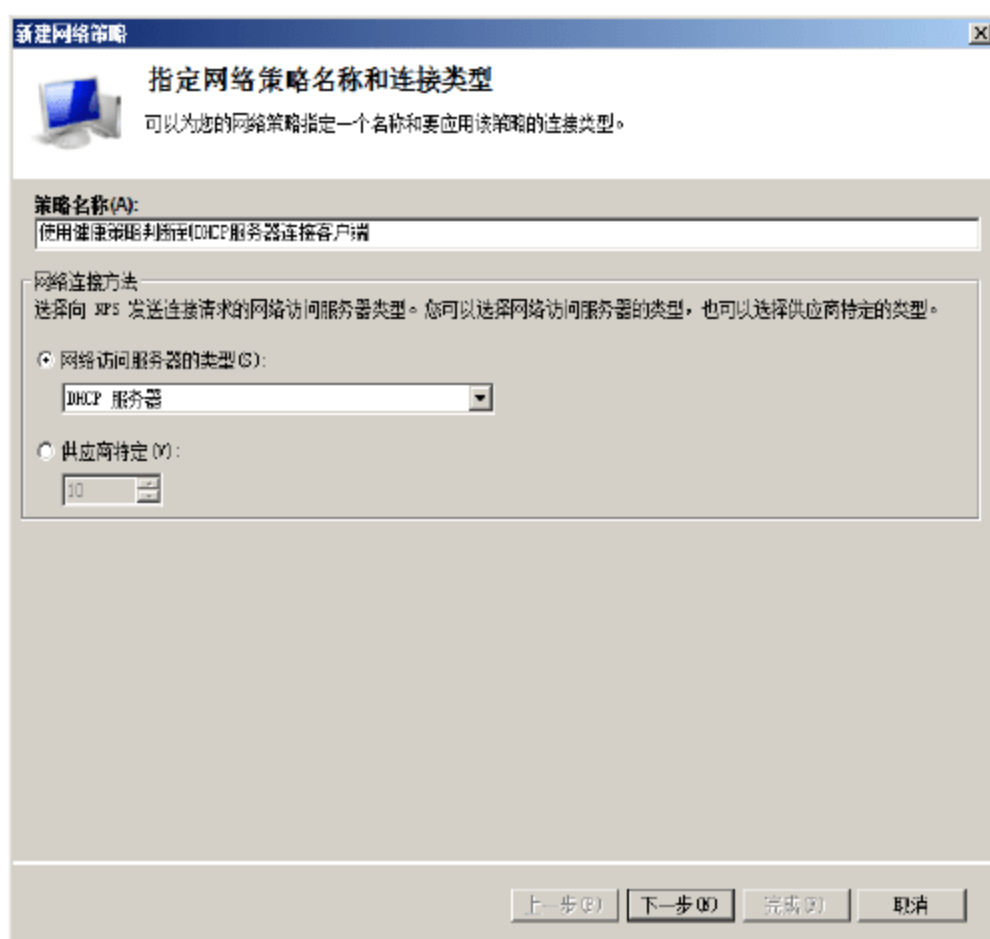 新建网络策略
指定网络策略名称和连接类型
可以为您的网络策略指定一个名称和要应用该策略的连接类型。
策略名称(A):
使用健康策略判断到DHCP服务器连接客户端
网络连接方法
选择向 NPS 发送连接请求的网络访问服务器类型。您可以选择网络访问服务器的类型，也可以选择供应商特定的类型。
网络访问服务器的类型(S):
DHCP 服务器
供应商特定(V):
10
上一步(P) 下一步(N) 完成(F) 取消